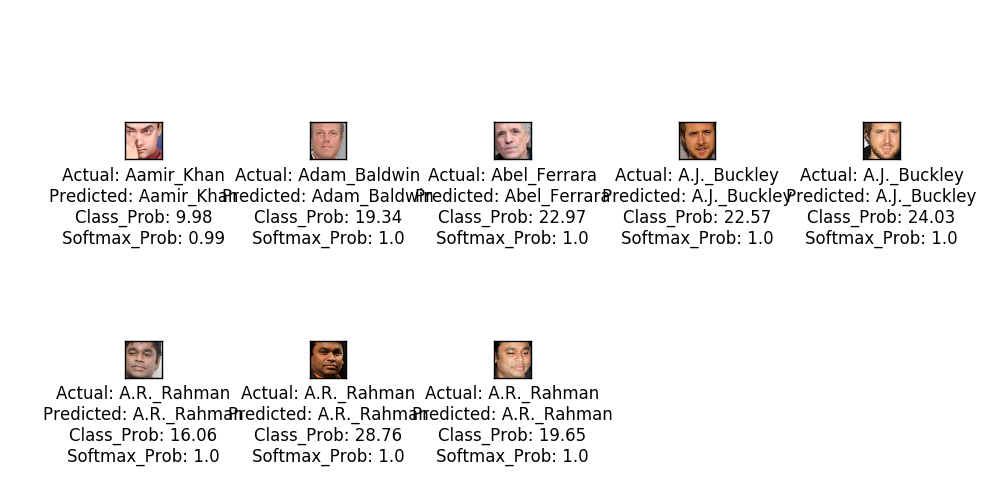 Actual: Aamir_Khan
Predicted: Aamir_Khan
Class_Prob: 9.98
Softmax_Prob: 0.99
Actual: Adam_Baldwin
Predicted: Adam_Baldwin
Class_Prob: 19.34
Softmax_Prob: 1.0
Actual: Abel_Ferrara
Predicted: Abel_Ferrara
Class_Prob: 22.97
Softmax_Prob: 1.0
Actual: A.J._Buckley
Predicted: A.J._Buckley
Class_Prob: 22.57
Softmax_Prob: 1.0
Actual: A.J._Buckley
Predicted: A.J._Buckley
Class_Prob: 24.03
Softmax_Prob: 1.0
Actual: A.R._Rahman
Predicted: A.R._Rahman
Class_Prob: 16.06
Softmax_Prob: 1.0
Actual: A.R._Rahman
Predicted: A.R._Rahman
Class_Prob: 28.76
Softmax_Prob: 1.0
Actual: A.R._Rahman
Predicted: A.R._Rahman
Class_Prob: 19.65
Softmax_Prob: 1.0